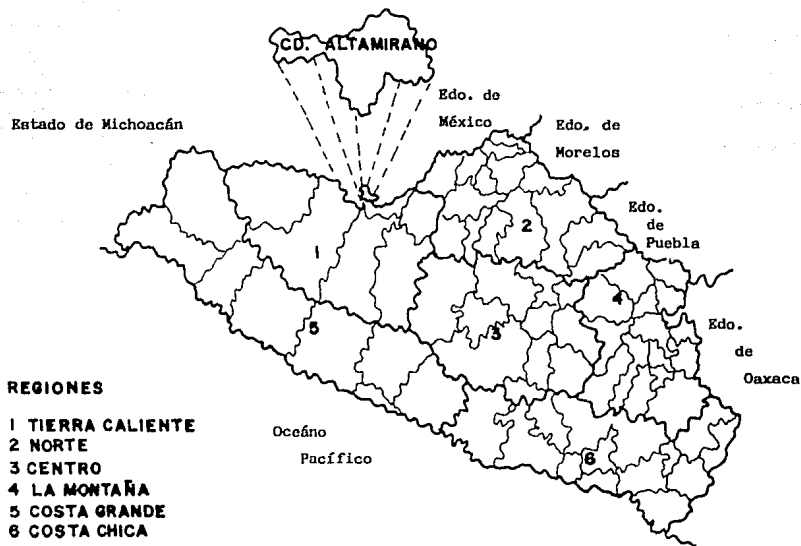 CD. ALTAMIRANO
Edo. de
México
Estado de Michoacán
Edo. de
Morelos
Edo.
de
Puebla
2
1
4
5
3
Edo.
de
Oaxaca
6
Oceáno
Pacífico
REGIONES
1 TIERRA CALIENTE
2 NORTE
3 CENTRO
4 LA MONTAÑA
5 COSTA GRANDE
6 COSTA CHICA